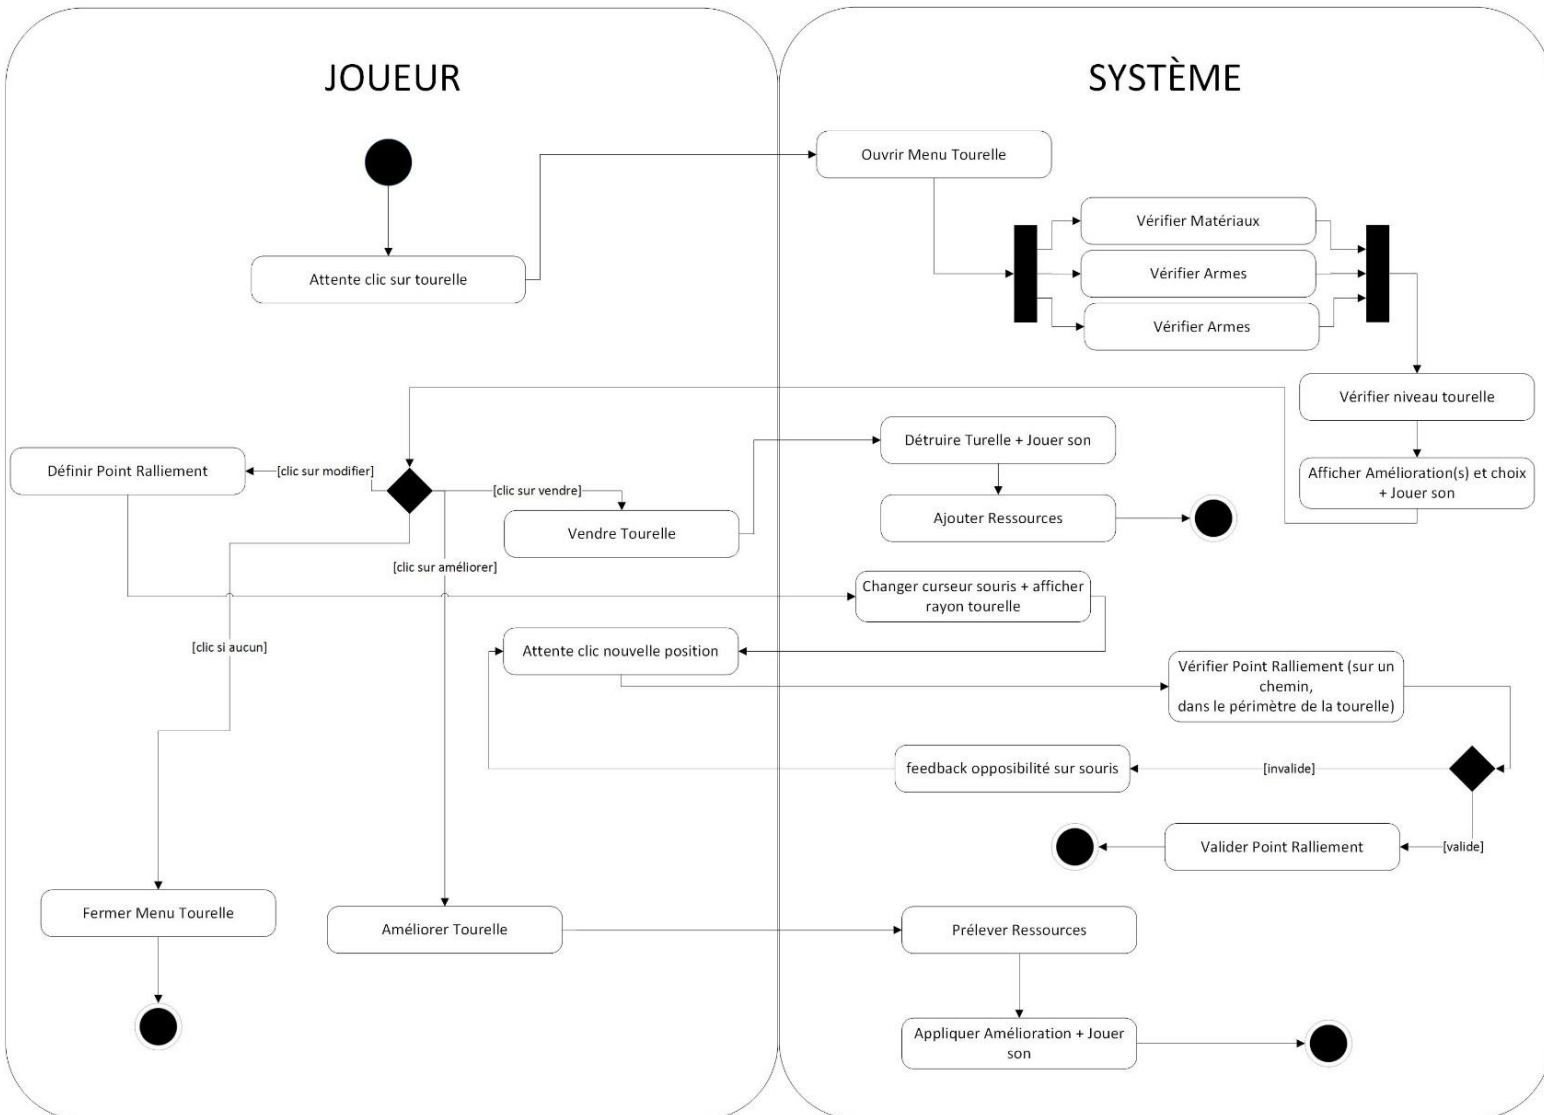 JOUEUR
SYSTÈME
Ouvrir Menu Tourelle
Vérifier Matériaux
Attente clic sur tourelle
Vérifier Armes
Vérifier Armes
Vérifier niveau tourelle
Détruire Turelle + Jouer son
Définir Point Ralliement
[clic sur modifier]
Afficher Amélioration(s) et choix
+ Jouer son
[clic sur vendre]
Ajouter Ressources
Vendre Tourelle
[clic sur améliorer]
Changer curseur souris + afficher
rayon tourelle
[clic si aucun]
Attente clic nouvelle position
Vérifier Point Ralliement (sur un
chemin,
dans le périmètre de la tourelle)
feedback opposibilité sur souris
[invalide]
Valider Point Ralliement
[valide]
Fermer Menu Tourelle
Améliorer Tourelle
Prélever Ressources
Appliquer Amélioration + Jouer
son